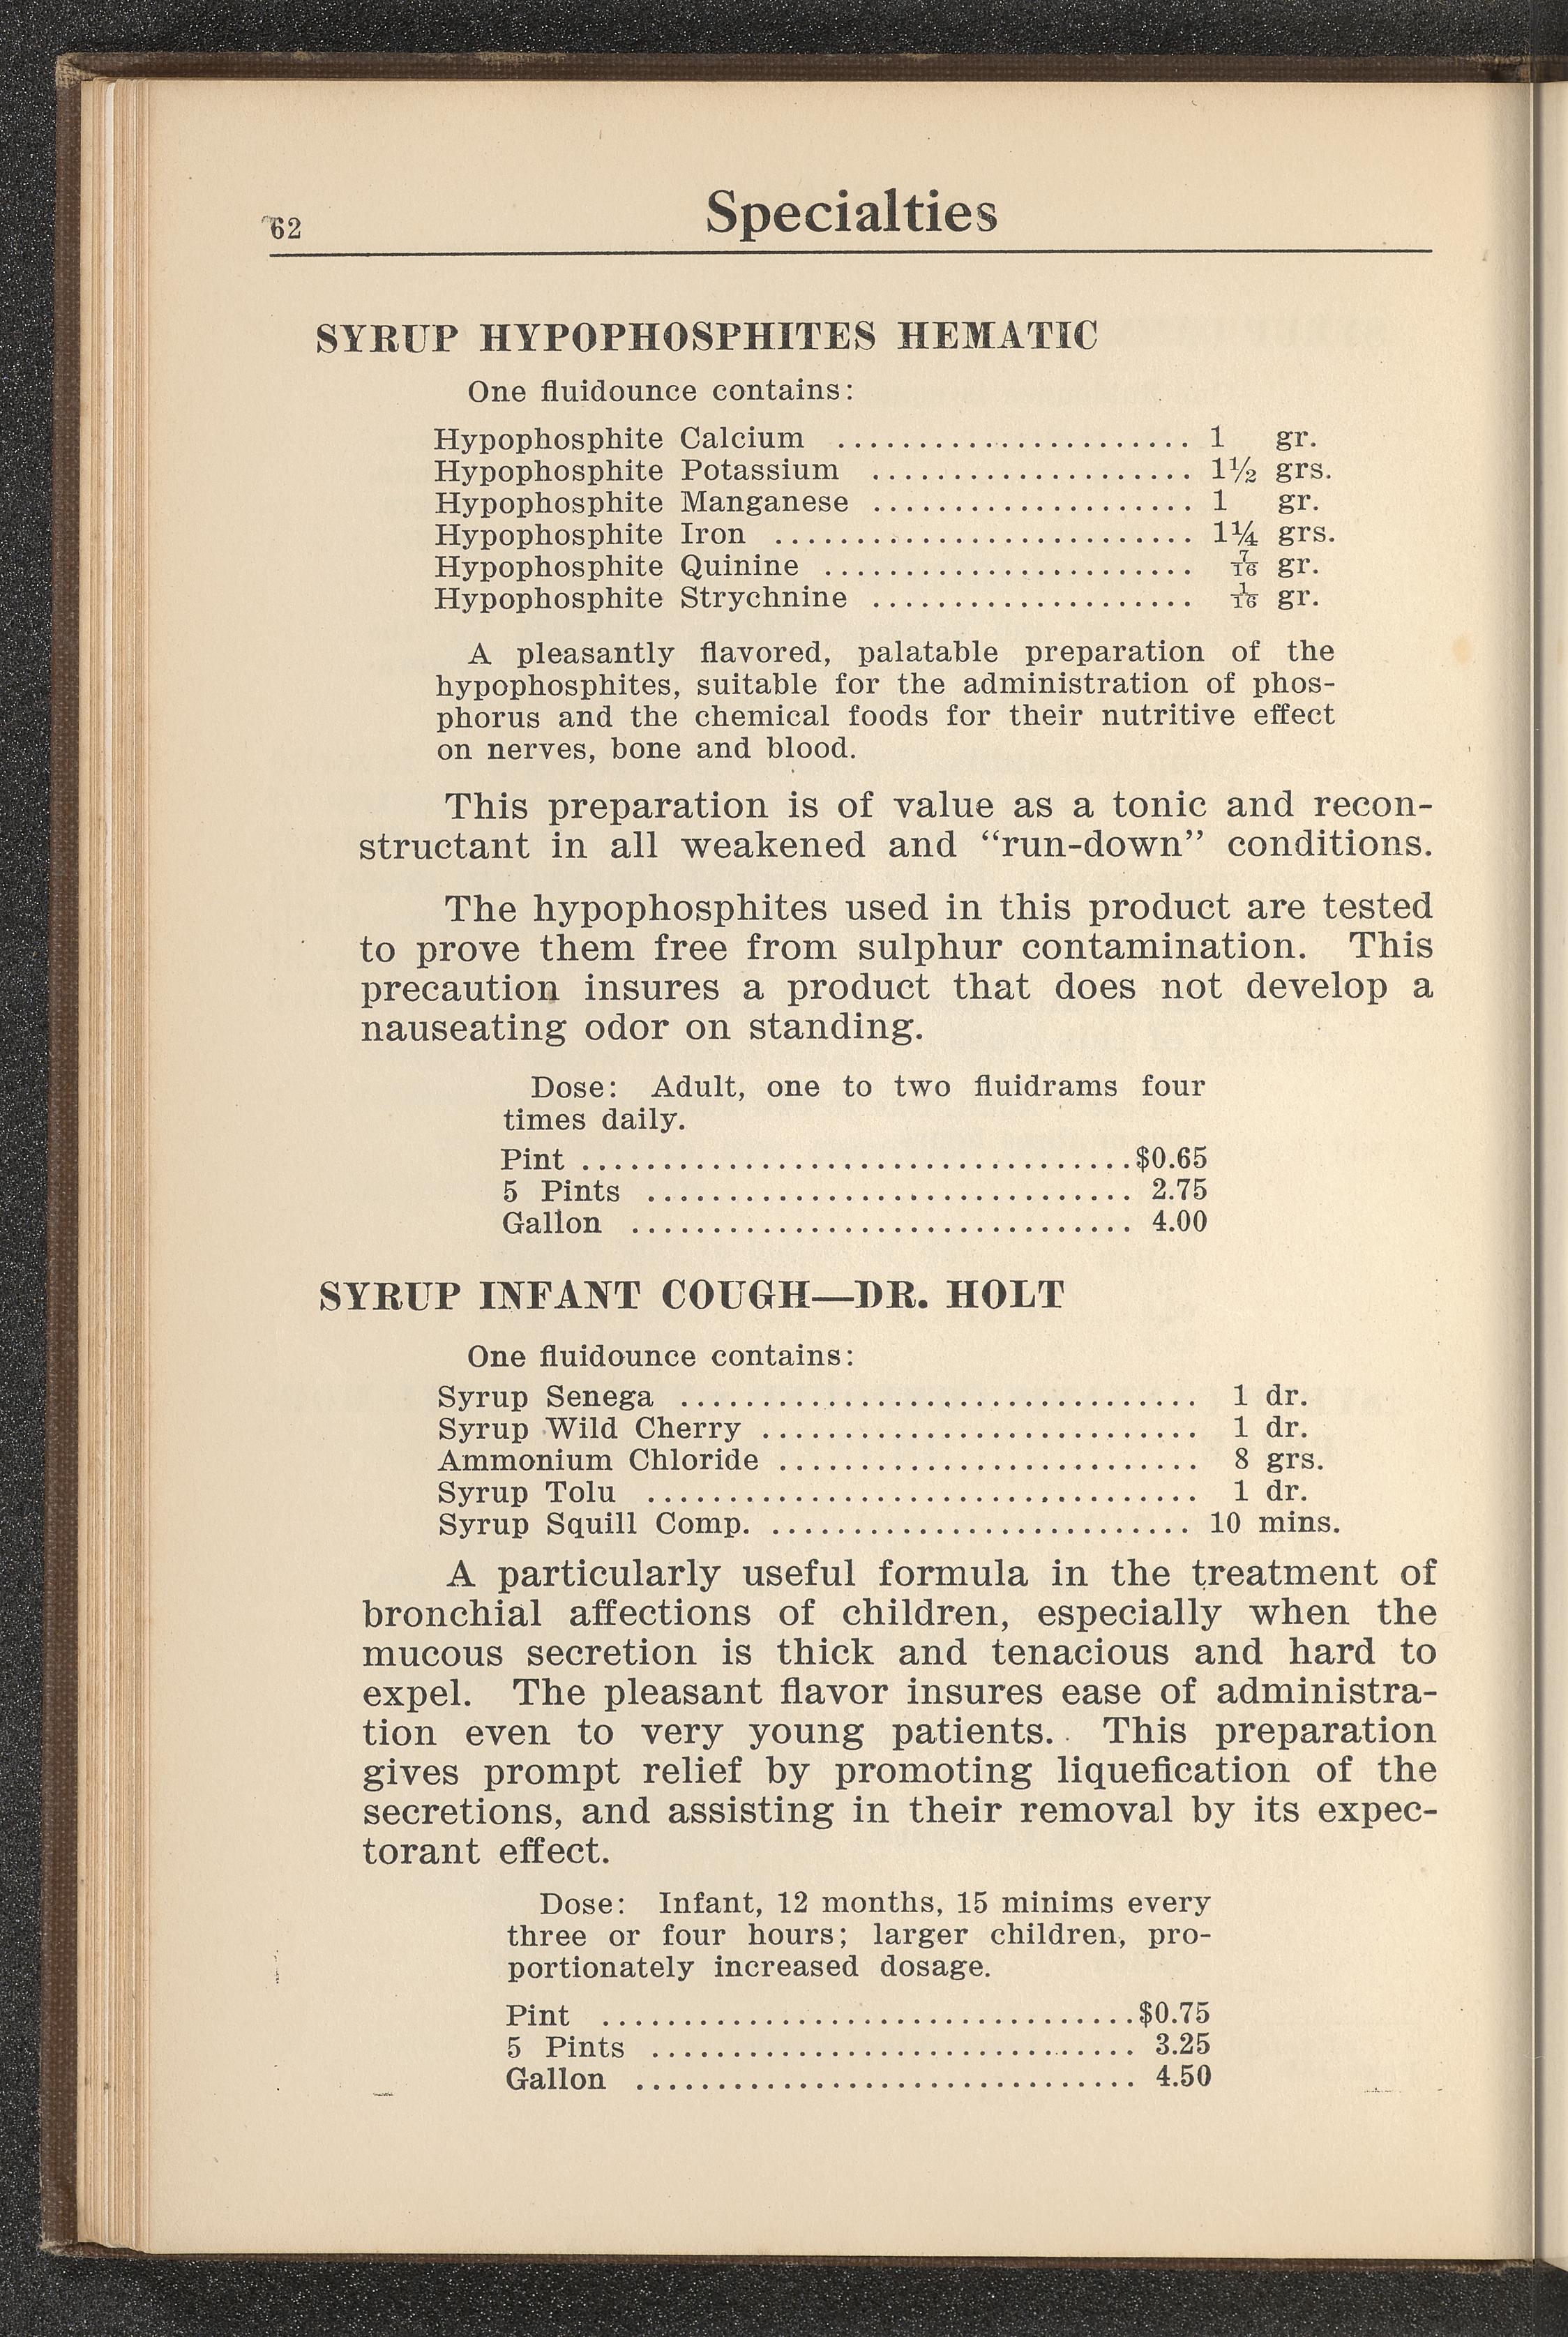 62
Specialties
SYRUP HYPOPHOSPHITES HEMATIC
One fluidounce contains:
Hypophosphite Calcium ...................... 1 gr.
Hypophosphite Potassium .................... 1½ grs.
Hypophosphite Manganese .................... 1 gr.
Hypophosphite Iron .......................... 1¼ grs.
Hypophosphite Quinine ....................... 7/16 gr.
Hypophosphite Strychnine .................... 1/16 gr.
A pleasantly flavored, palatable preparation of the
hypophosphites, suitable for the administration of phos-
phorus and the chemical foods for their nutritive effect
on nerves, bone and blood.
This preparation is of value as a tonic and recon-
structant in all weakened and “run-down” conditions.
The hypophosphites used in this product are tested
to prove them free from sulphur contamination. This
precaution insures a product that does not develop a
nauseating odor on standing.
Dose: Adult, one to two fluidrams four
times daily.
Pint ..................................$0.65
5 Pints .............................. 2.75
Gallon ............................... 4.00
SYRUP INFANT COUGH—DR. HOLT
One fluidounce contains:
Syrup Senega ................................ 1 dr.
Syrup Wild Cherry ........................... 1 dr.
Ammonium Chloride .......................... 8 grs.
Syrup Tolu .................................. 1 dr.
Syrup Squill Comp. .......................... 10 mins.
A particularly useful formula in the treatment of
bronchial affections of children, especially when the
mucous secretion is thick and tenacious and hard to
expel. The pleasant flavor insures ease of administra-
tion even to very young patients. This preparation
gives prompt relief by promoting liquefication of the
secretions, and assisting in their removal by its expec-
torant effect.
Dose: Infant, 12 months, 15 minims every
three or four hours; larger children, pro-
portionately increased dosage.
Pint .................................$0.75
5 Pints .............................. 3.25
Gallon ............................... 4.50